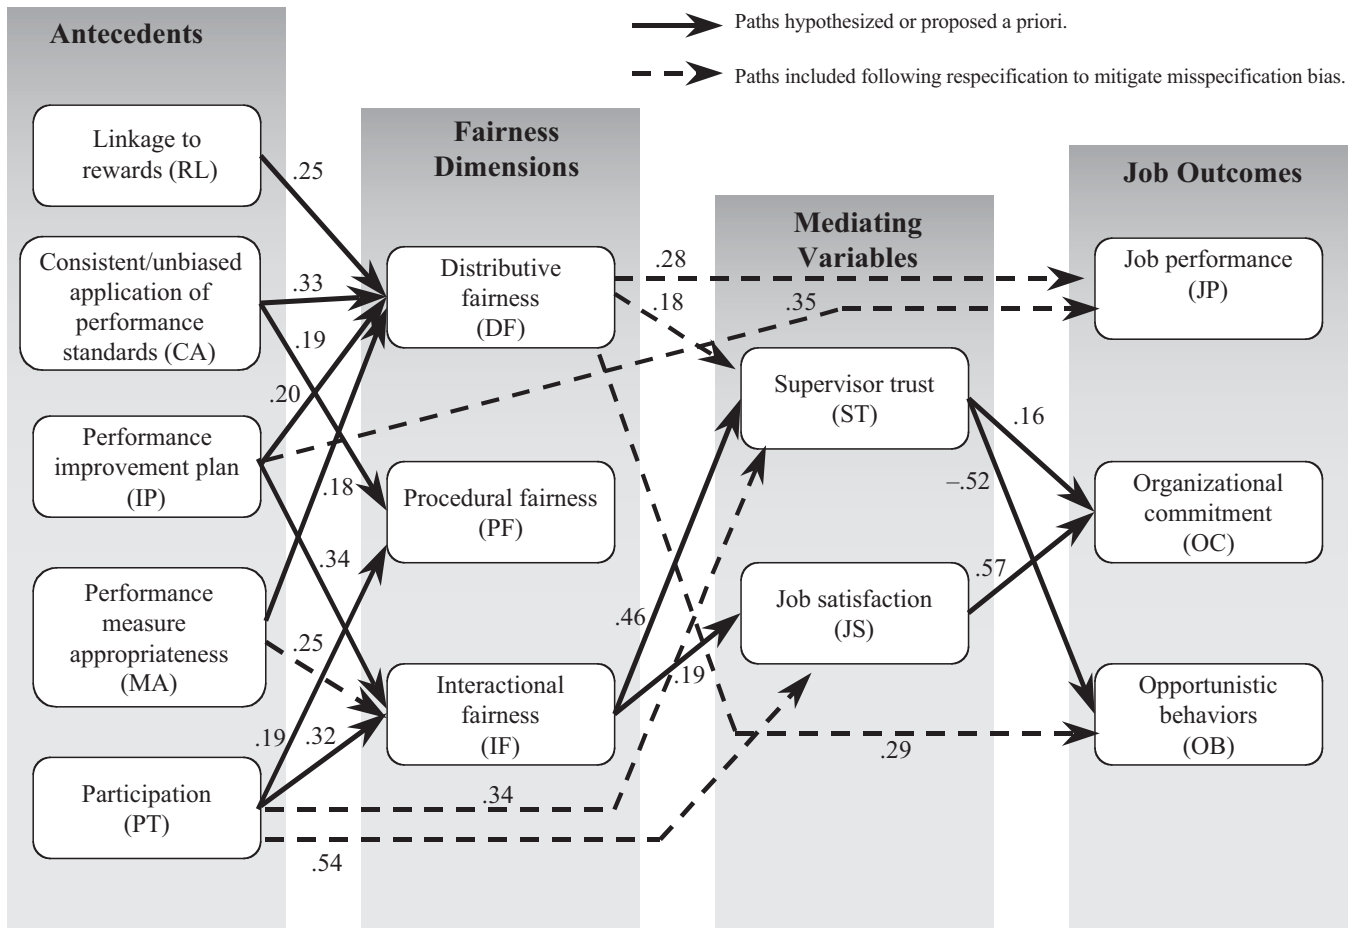 Antecedents
Paths hypothesized or proposed a priori.
Paths included following respecification to mitigate misspecification bias.
Linkage to
rewards (RL)
Consistent/unbiased
application of
performance
standards (CA)
Performance
improvement plan
(IP)
Performance
measure
appropriateness
(MA)
Participation
(PT)
.25
.33
.19
.20
.18
.34
.25
.19
.32
Fairness
Dimensions
Distributive
fairness
(DF)
Procedural fairness
(PF)
Interactional
fairness
(IF)
.28
.18
.35
.46
.19
.34
.54
Mediating
Variables
Supervisor trust
(ST)
Job satisfaction
(JS)
.16
–.52
.57
.29
Job Outcomes
Job performance
(JP)
Organizational
commitment
(OC)
Opportunistic
behaviors
(OB)